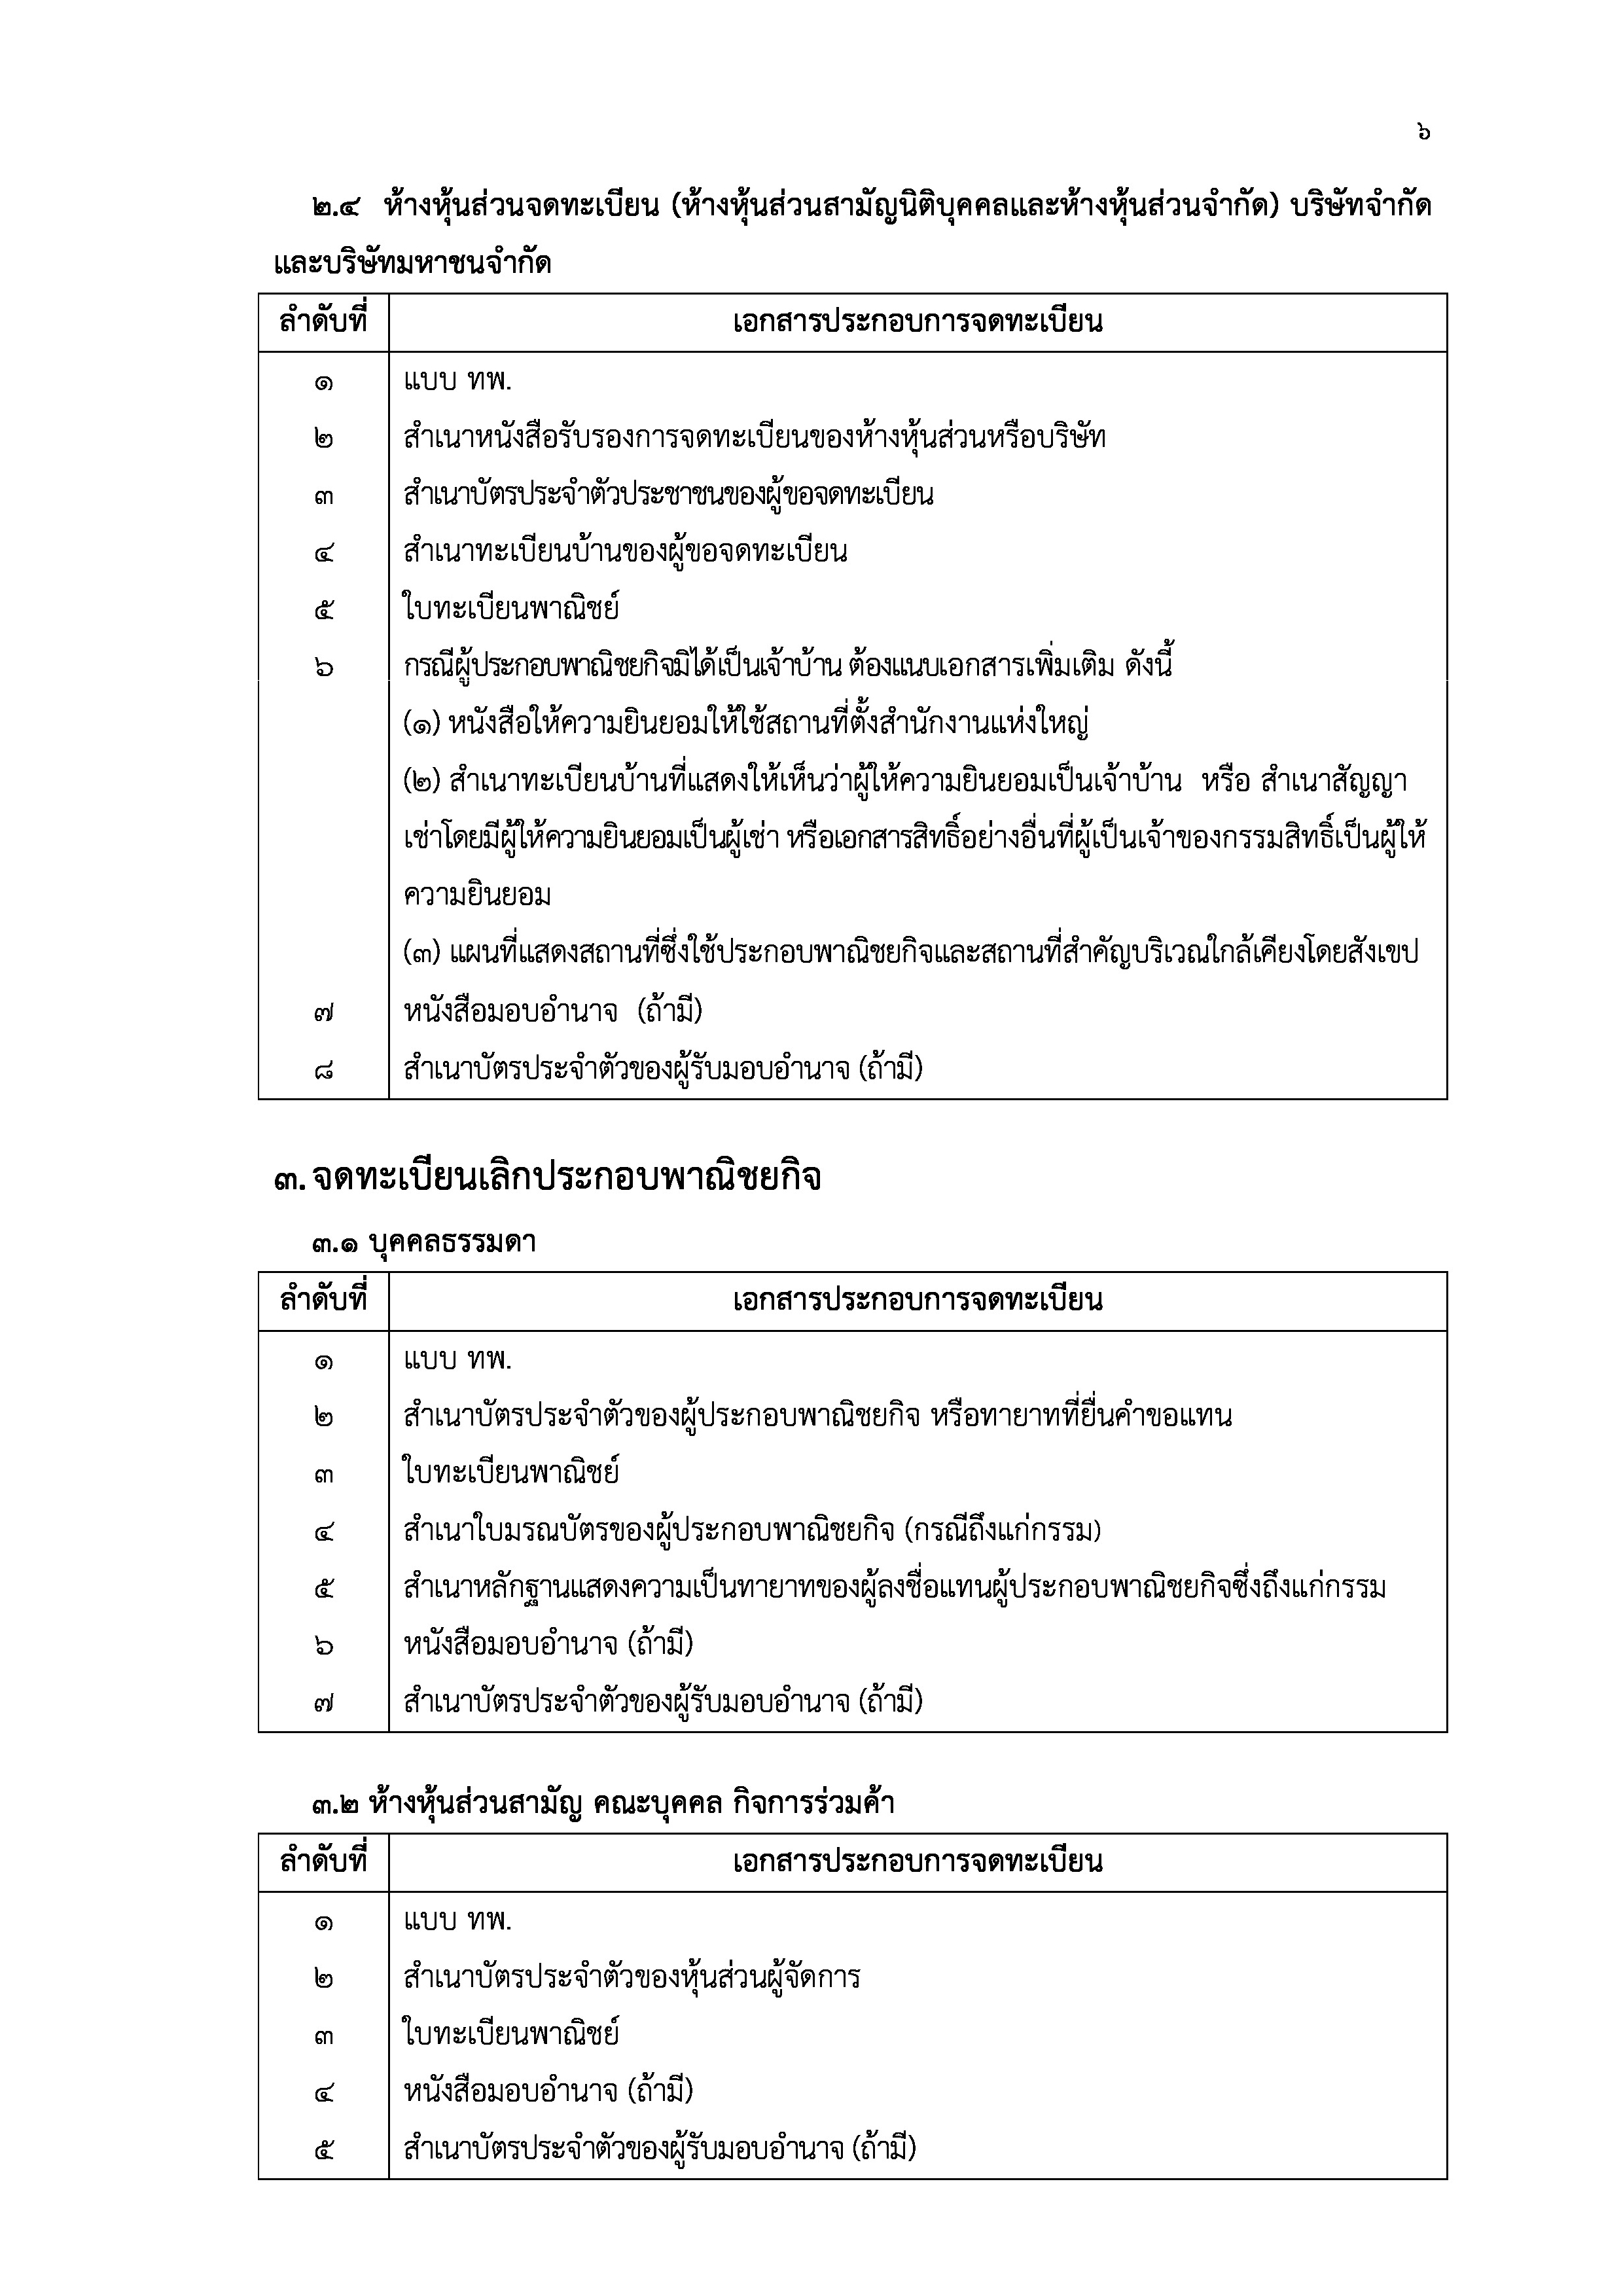 ๖
๒.๔ ห้างหุ้นส่วนจดทะเบียน (ห้างหุ้นส่วนสามัญนิติบุคคลและห้างหุ้นส่วนจำกัด) บริษัทจำกัด
และบริษัทมหาชนจำกัด
ลำดับที่ เอกสารประกอบการจดทะเบียน
๑ แบบ ทพ.
๒ สำเนาหนังสือรับรองการจดทะเบียนของห้างหุ้นส่วนหรือบริษัท
๓ สำเนาบัตรประจำตัวประชาชนของผู้ขอจดทะเบียน
๔ สำเนาทะเบียนบ้านของผู้ขอจดทะเบียน
๕ ใบทะเบียนพาณิชย์
๖ กรณีผู้ประกอบพาณิชยกิจมิได้เป็นเจ้าบ้าน ต้องแนบเอกสารเพิ่มเติม ดังนี้
(๑) หนังสือให้ความยินยอมให้ใช้สถานที่ตั้งสำนักงานแห่งใหญ่
(๒) สำเนาทะเบียนบ้านที่แสดงให้เห็นว่าผู้ให้ความยินยอมเป็นเจ้าบ้าน หรือ สำเนาสัญญา
เช่าโดยมีผู้ให้ความยินยอมเป็นผู้เช่า หรือเอกสารสิทธิ์อย่างอื่นที่ผู้เป็นเจ้าของกรรมสิทธิ์เป็นผู้ให้
ความยินยอม
(๓) แผนที่แสดงสถานที่ซึ่งใช้ประกอบพาณิชยกิจและสถานที่สำคัญบริเวณใกล้เคียงโดยสังเขป
๗ หนังสือมอบอำนาจ (ถ้ามี)
๘ สำเนาบัตรประจำตัวของผู้รับมอบอำนาจ (ถ้ามี)
๓. จดทะเบียนเลิกประกอบพาณิชยกิจ
๓.๑ บุคคลธรรมดา
ลำดับที่ เอกสารประกอบการจดทะเบียน
๑ แบบ ทพ.
๒ สำเนาบัตรประจำตัวของผู้ประกอบพาณิชยกิจ หรือทายาทที่ยื่นคำขอแทน
๓ ใบทะเบียนพาณิชย์
๔ สำเนาใบมรณบัตรของผู้ประกอบพาณิชยกิจ (กรณีถึงแก่กรรม)
๕ สำเนาหลักฐานแสดงความเป็นทายาทของผู้ลงชื่อแทนผู้ประกอบพาณิชยกิจซึ่งถึงแก่กรรม
๖ หนังสือมอบอำนาจ (ถ้ามี)
๗ สำเนาบัตรประจำตัวของผู้รับมอบอำนาจ (ถ้ามี)
๓.๒ ห้างหุ้นส่วนสามัญ คณะบุคคล กิจการร่วมค้า
ลำดับที่ เอกสารประกอบการจดทะเบียน
๑ แบบ ทพ.
๒ สำเนาบัตรประจำตัวของหุ้นส่วนผู้จัดการ
๓ ใบทะเบียนพาณิชย์
๔ หนังสือมอบอำนาจ (ถ้ามี)
๕ สำเนาบัตรประจำตัวของผู้รับมอบอำนาจ (ถ้ามี)